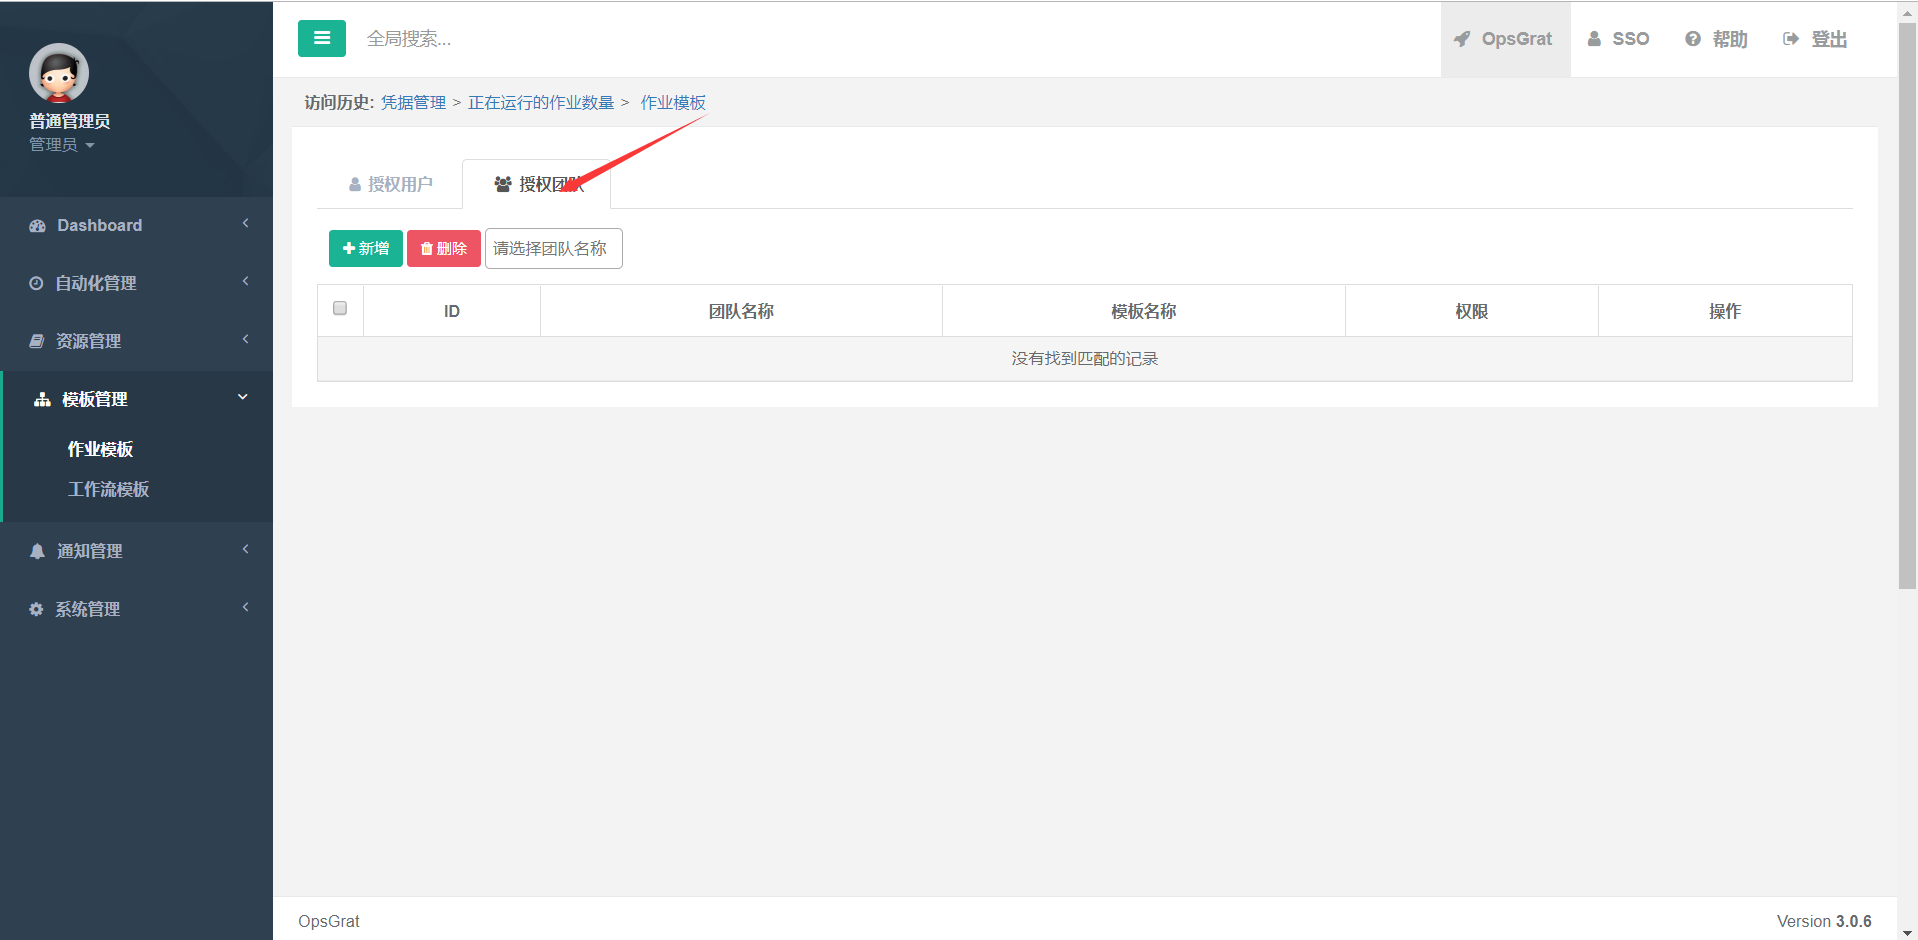 全局搜索...
OpsGrat
SSO
帮助
登出
普通管理员
管理员
Dashboard
自动化管理
资源管理
模板管理
作业模板
工作流模板
通知管理
系统管理
访问历史: 凭据管理 > 正在运行的作业数量 > 作业模板
授权用户
授权团队
新增
删除
请选择团队名称
ID 团队名称 模板名称 权限 操作
没有找到匹配的记录
OpsGrat
Version 3.0.6